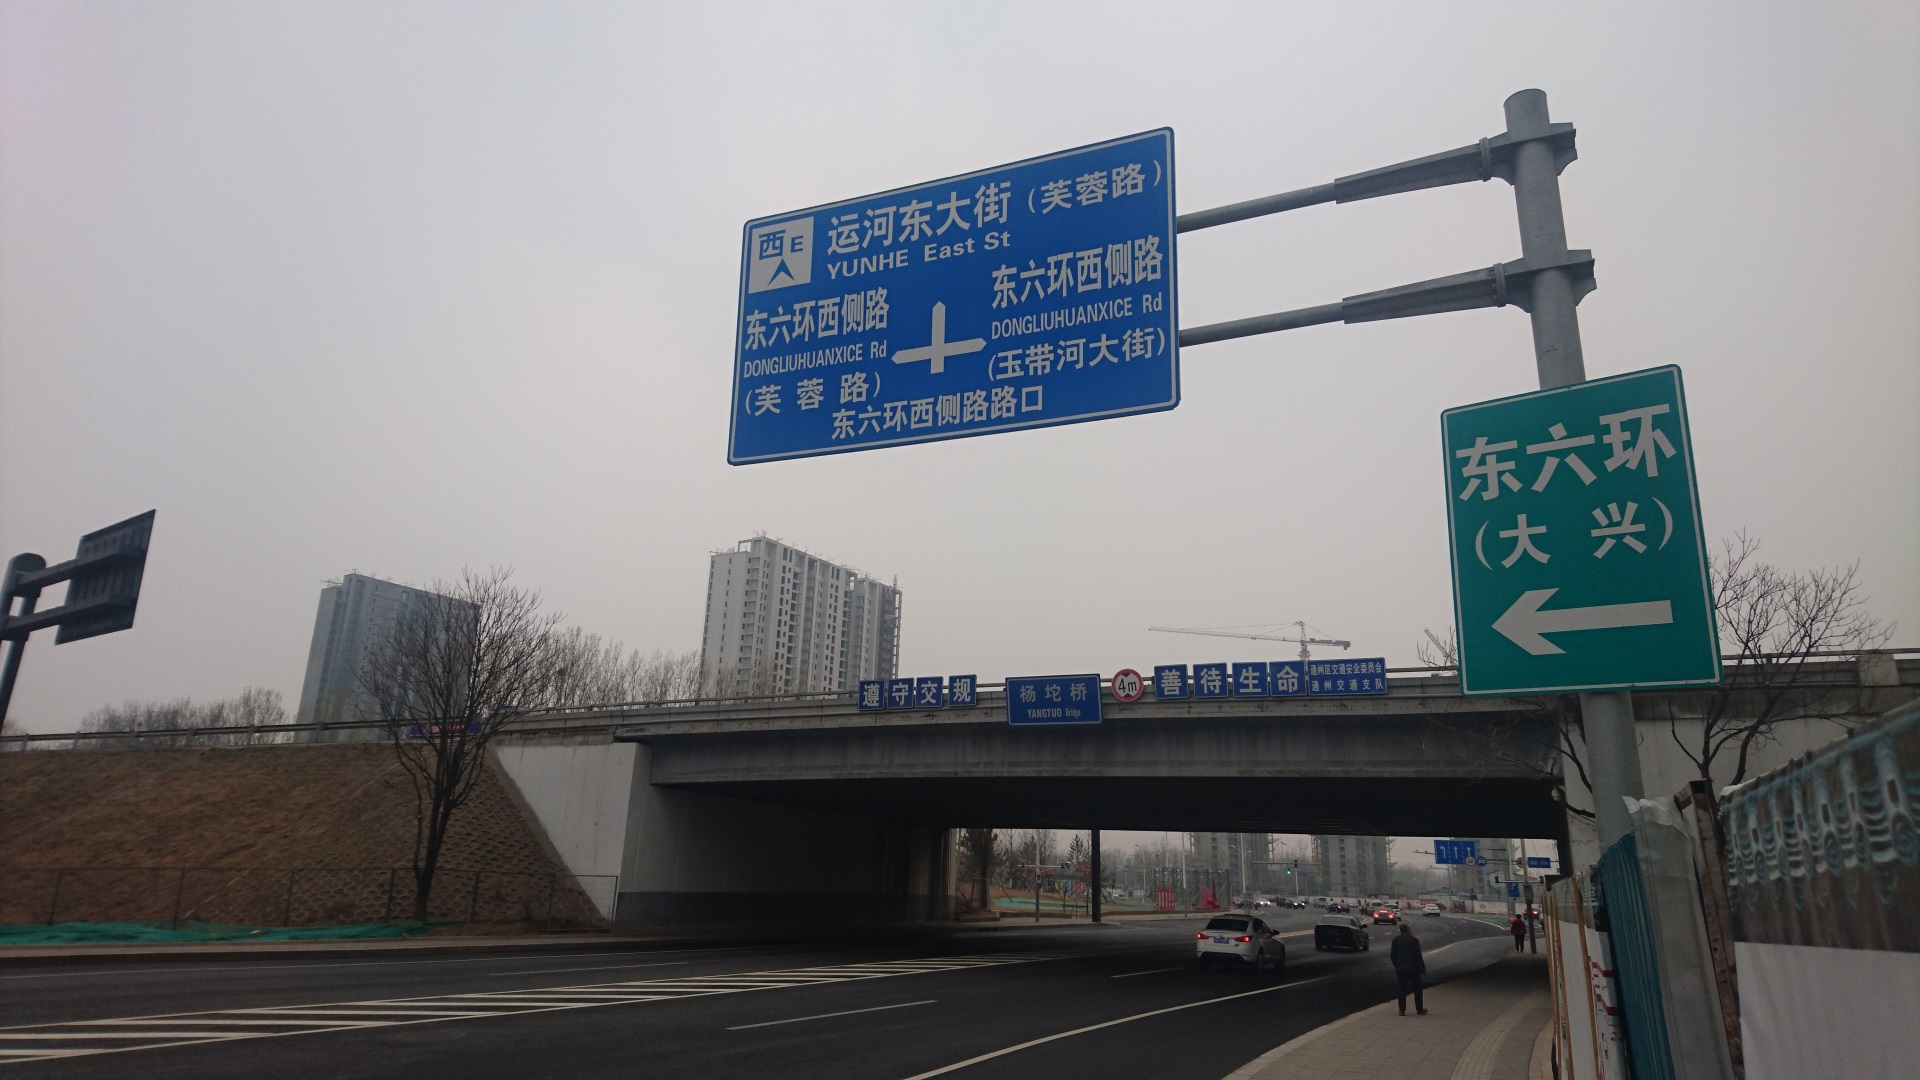 西 E
运河东大街(芙蓉路)
YUNHE East St
东六环西侧路
DONGLIUHUANXICE Rd
(芙蓉路)
东六环西侧路
DONGLIUHUANXICE Rd
(玉带河大街)
东六环西侧路路口
东六环
(大兴)
遵守交规
杨坨桥
YANGTUO Bridge
4m
善待生命
通州区交通安全委员会
通州交通支队